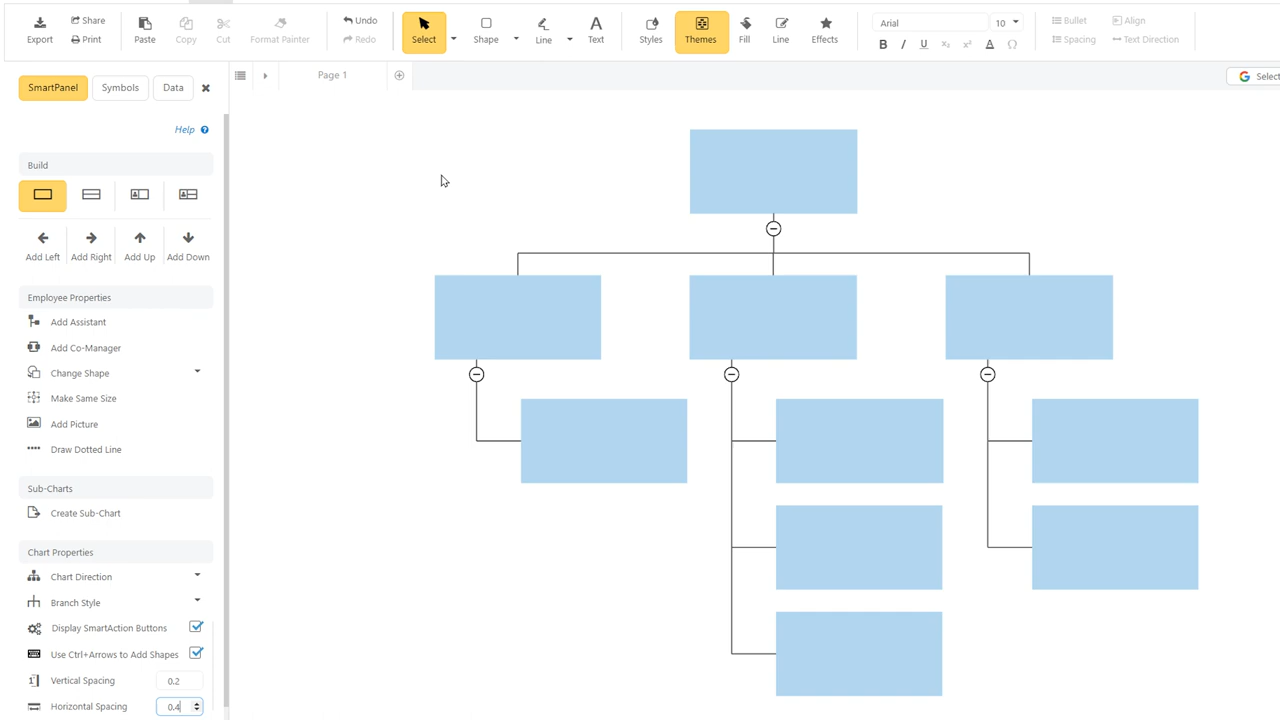 Export
Share
Print
Paste
Copy
Cut
Format Painter
Undo
Redo
Select
Shape
Line
Text
Styles
Themes
Fill
Line
Effects
Arial
10
B I U x₂ x² A Ω
Bullet
Align
Spacing
Text Direction
SmartPanel
Symbols
Data
Page 1
G Select
Help ?
Build
Add Left
Add Right
Add Up
Add Down
Employee Properties
Add Assistant
Add Co-Manager
Change Shape
Make Same Size
Add Picture
Draw Dotted Line
Sub-Charts
Create Sub-Chart
Chart Properties
Chart Direction
Branch Style
Display SmartAction Buttons
Use Ctrl+Arrows to Add Shapes
Vertical Spacing 0.2
Horizontal Spacing 0.4